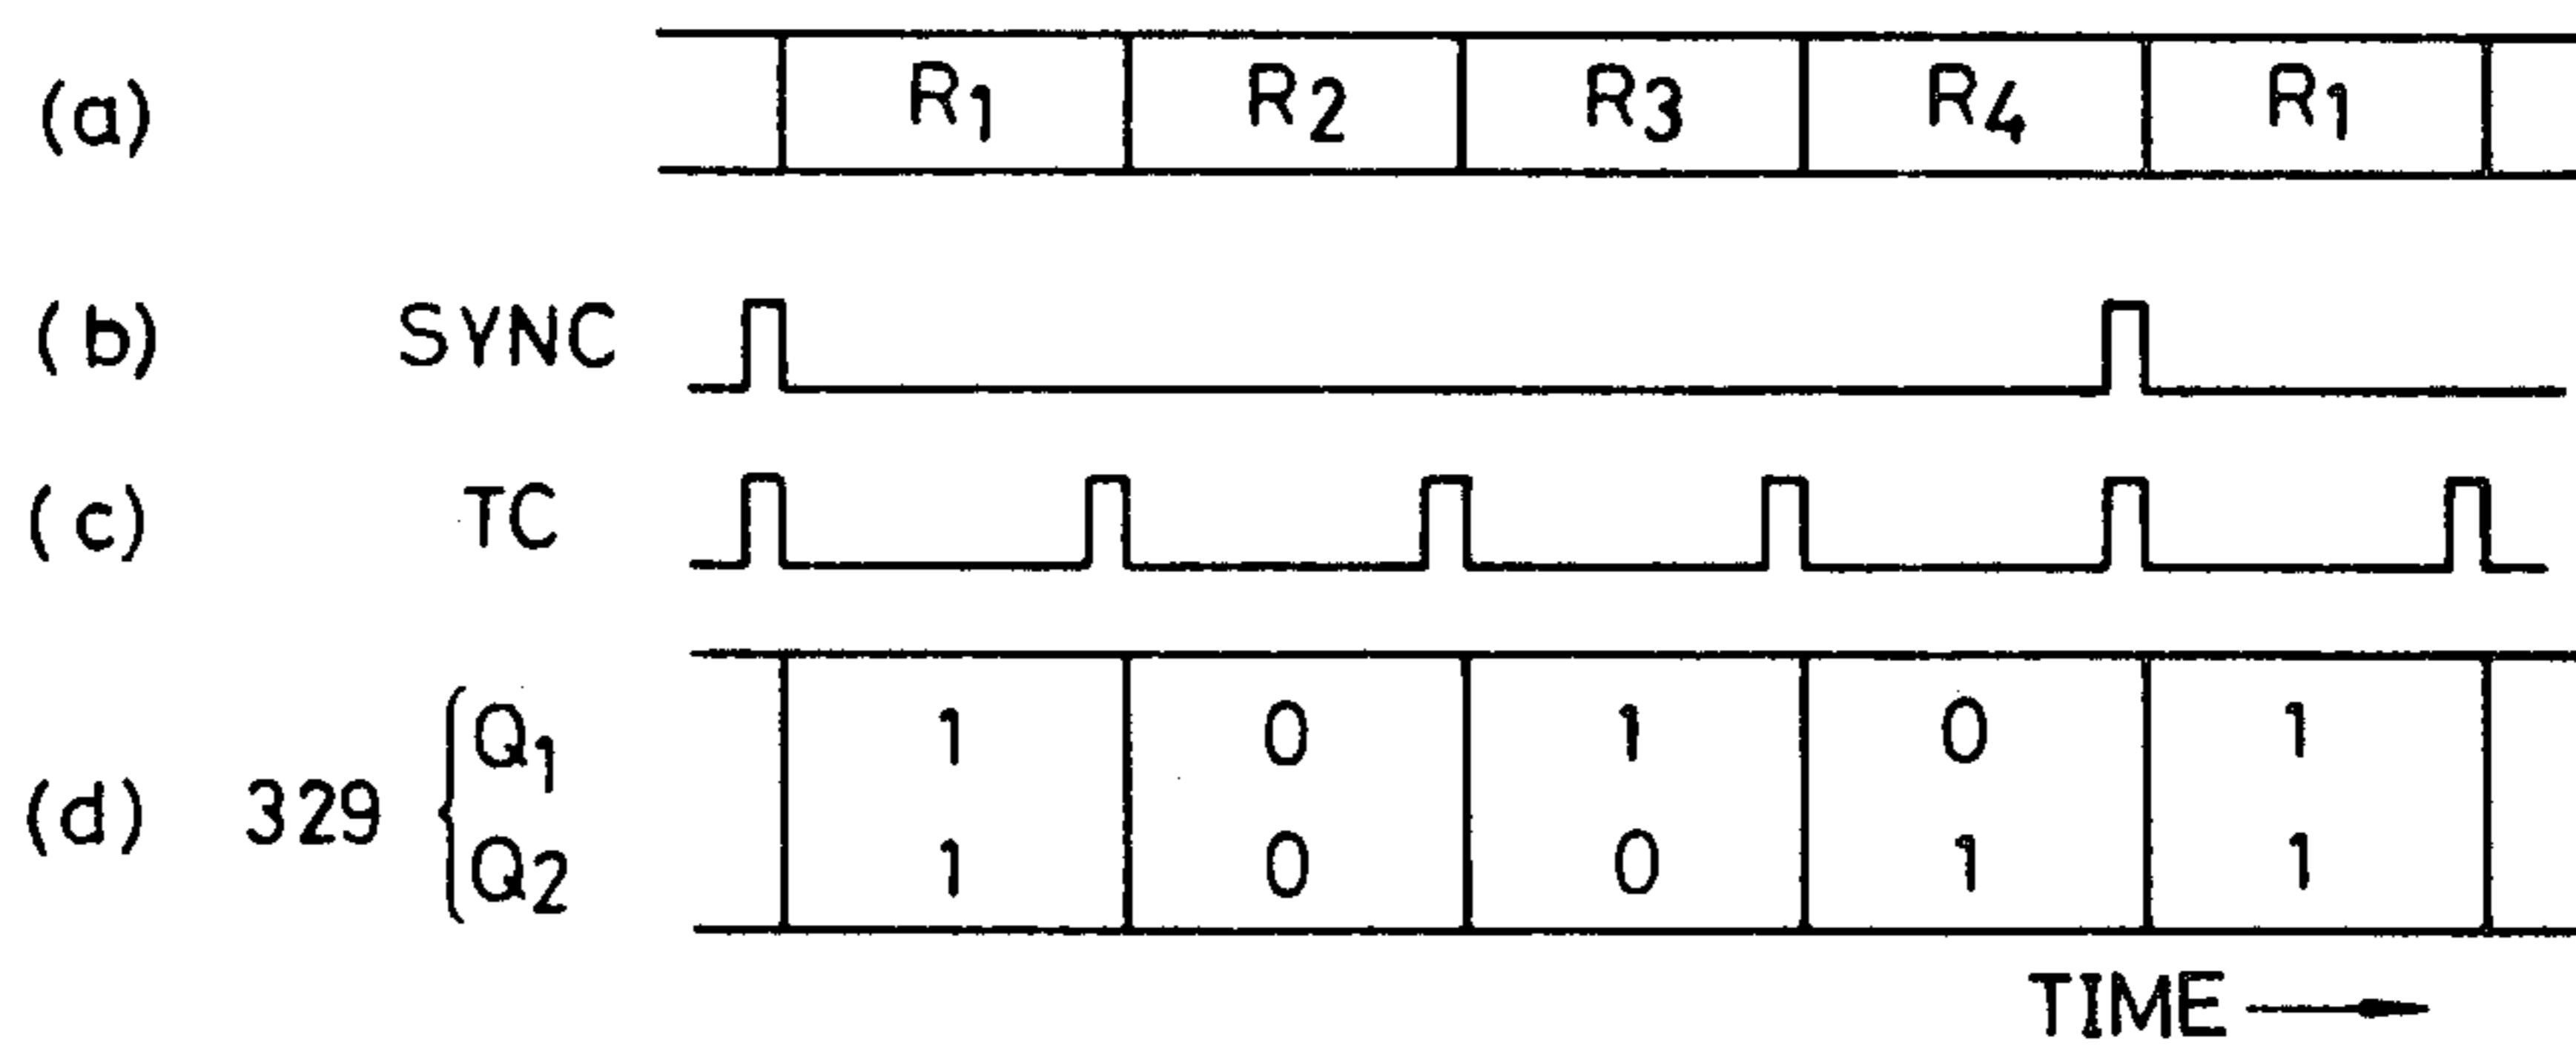 (a) R1 R2 R3 R4 R1
(b) SYNC
(c) TC
(d) 329 { Q1 1 0 1 0 1
Q2 1 0 0 1 1
TIME →